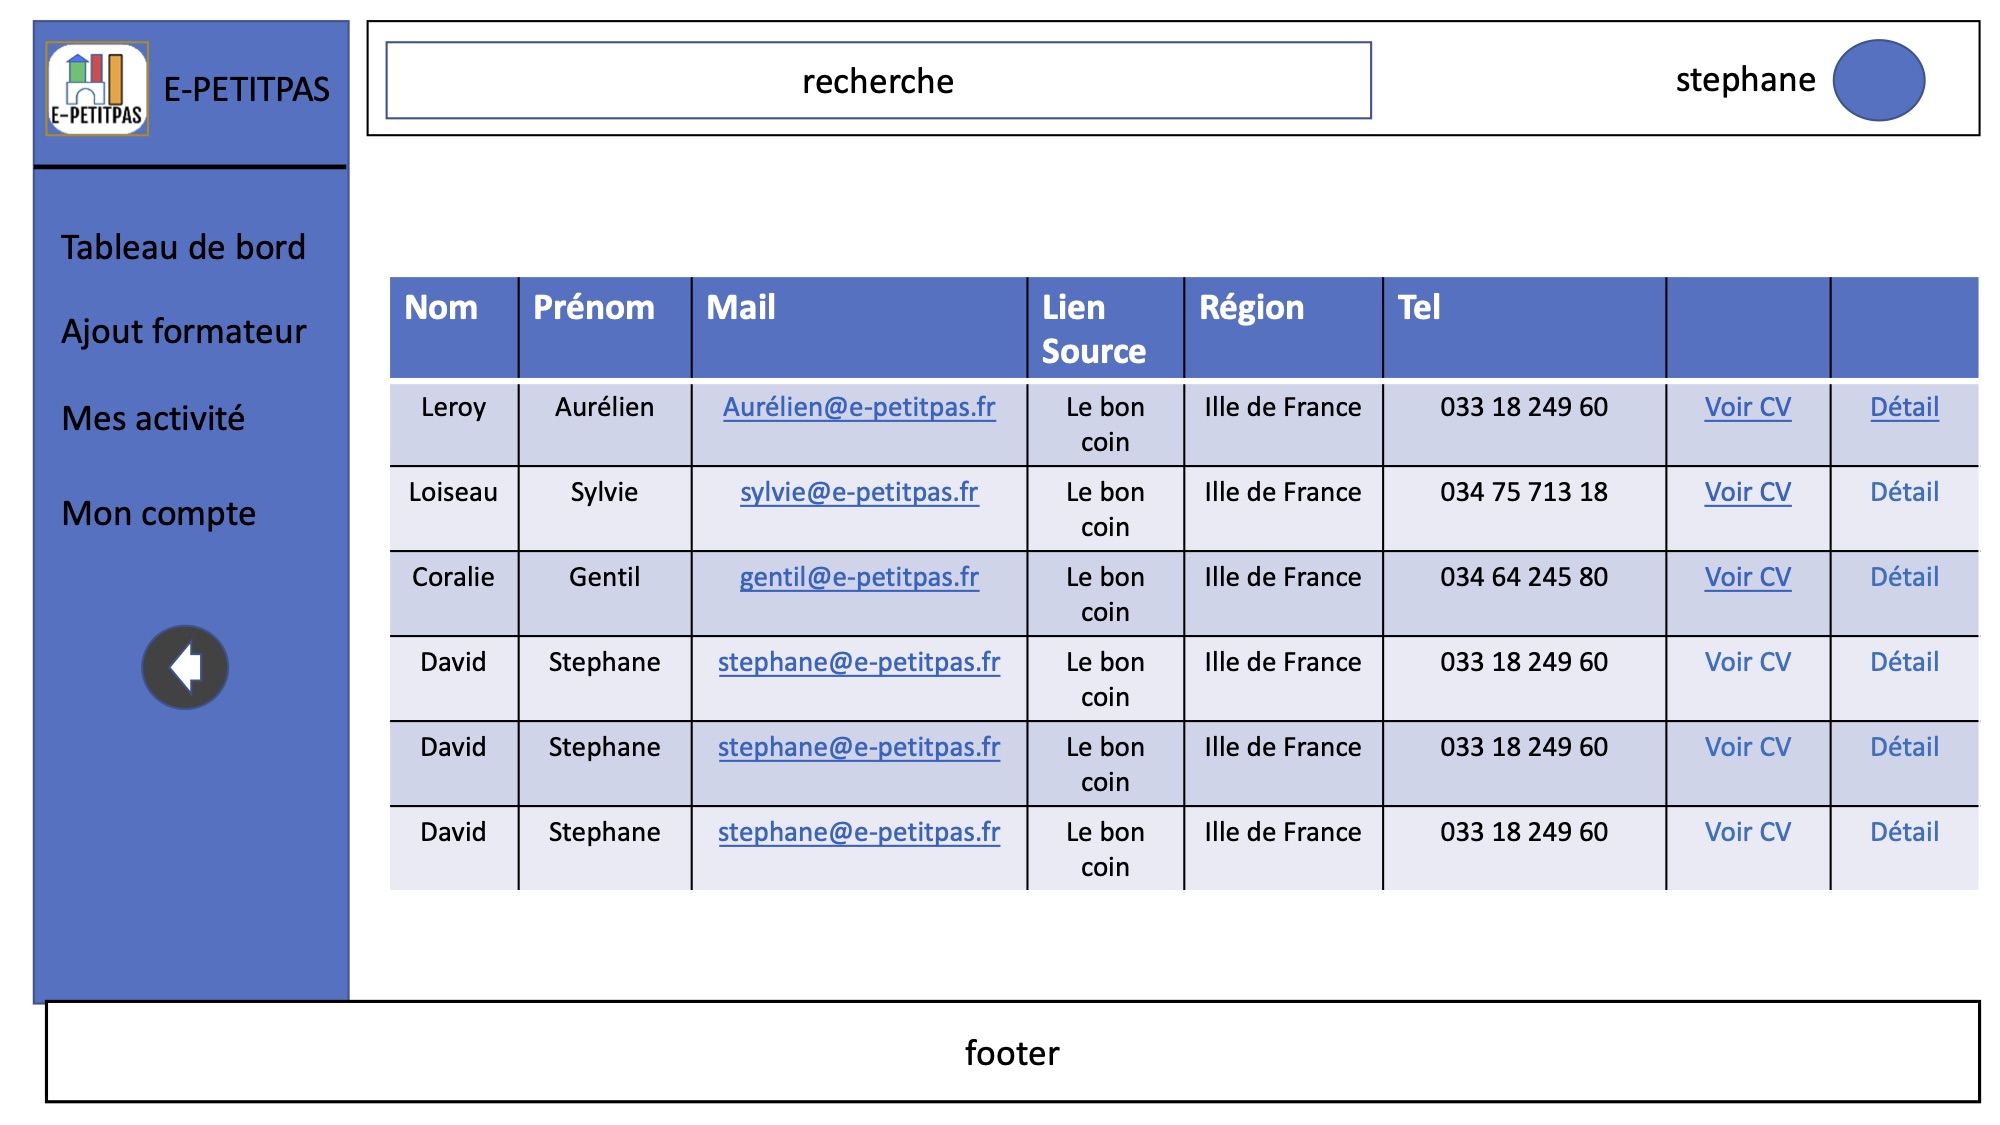 E-PETITPAS
E-PETITPAS
recherche
stephane
Tableau de bord
Ajout formateur
Mes activité
Mon compte
Nom Prénom Mail Lien Source Région Tel
Leroy Aurélien Aurélien@e-petitpas.fr Le bon coin Ille de France 033 18 249 60 Voir CV Détail
Loiseau Sylvie sylvie@e-petitpas.fr Le bon coin Ille de France 034 75 713 18 Voir CV Détail
Coralie Gentil gentil@e-petitpas.fr Le bon coin Ille de France 034 64 245 80 Voir CV Détail
David Stephane stephane@e-petitpas.fr Le bon coin Ille de France 033 18 249 60 Voir CV Détail
David Stephane stephane@e-petitpas.fr Le bon coin Ille de France 033 18 249 60 Voir CV Détail
David Stephane stephane@e-petitpas.fr Le bon coin Ille de France 033 18 249 60 Voir CV Détail
footer